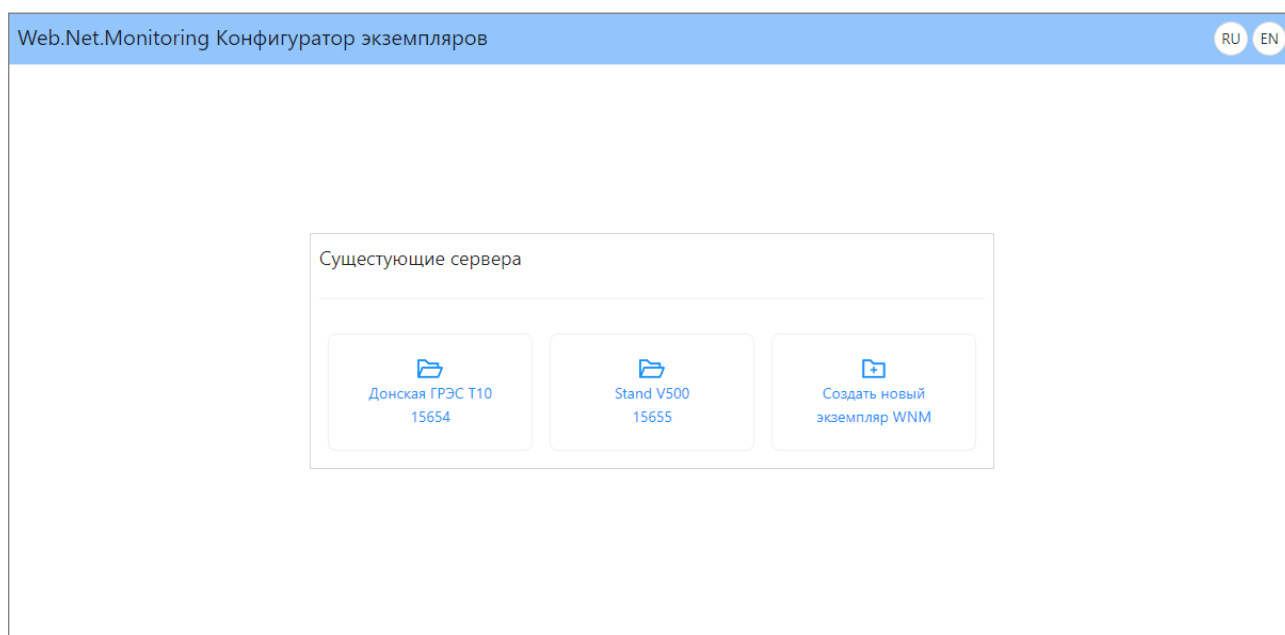 Web.Net.Monitoring Конфигуратор экземпляров
RU EN
Сущестующие сервера
Донская ГРЭС Т10
15654
Stand V500
15655
Создать новый
экземпляр WNM